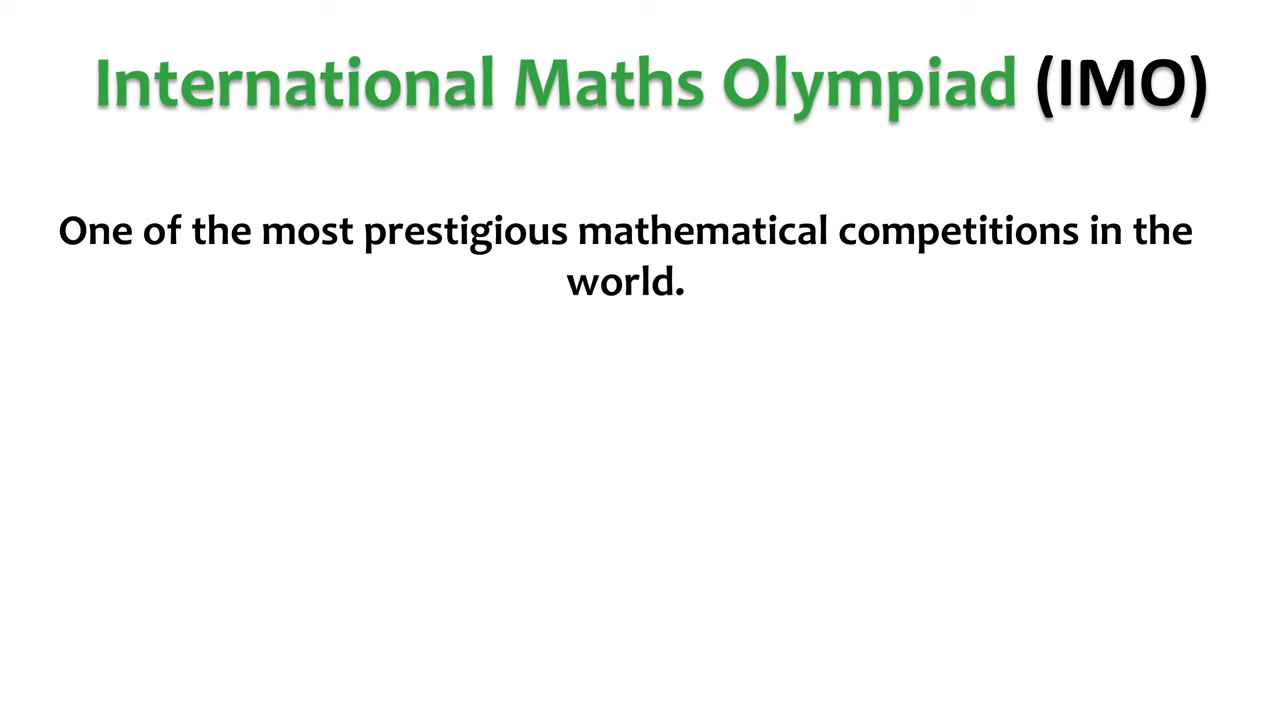 International Maths Olympiad (IMO)
One of the most prestigious mathematical competitions in the
world.